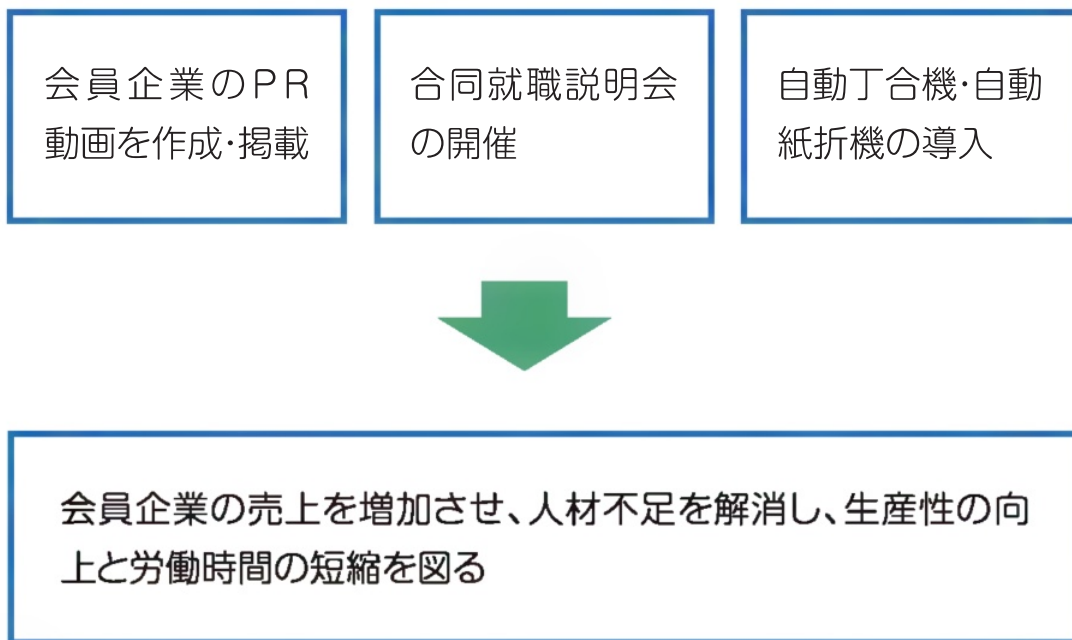 会員企業のPR
動画を作成･掲載
合同就職説明会
の開催
自動丁合機･自動
紙折機の導入
会員企業の売上を増加させ、人材不足を解消し、生産性の向
上と労働時間の短縮を図る